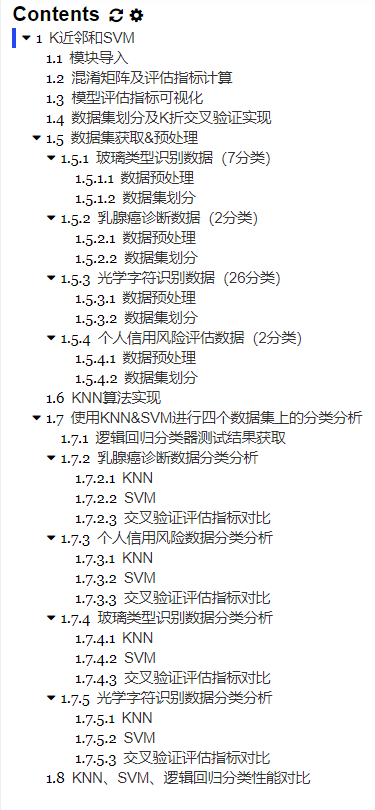 Contents
1 K近邻和SVM
1.1 模块导入
1.2 混淆矩阵及评估指标计算
1.3 模型评估指标可视化
1.4 数据集划分及K折交叉验证实现
1.5 数据集获取&预处理
1.5.1 玻璃类型识别数据（7分类）
1.5.1.1 数据预处理
1.5.1.2 数据集划分
1.5.2 乳腺癌诊断数据（2分类）
1.5.2.1 数据预处理
1.5.2.2 数据集划分
1.5.3 光学字符识别数据（26分类）
1.5.3.1 数据预处理
1.5.3.2 数据集划分
1.5.4 个人信用风险评估数据（2分类）
1.5.4.1 数据预处理
1.5.4.2 数据集划分
1.6 KNN算法实现
1.7 使用KNN&SVM进行四个数据集上的分类分析
1.7.1 逻辑回归分类器测试结果获取
1.7.2 乳腺癌诊断数据分类分析
1.7.2.1 KNN
1.7.2.2 SVM
1.7.2.3 交叉验证评估指标对比
1.7.3 个人信用风险数据分类分析
1.7.3.1 KNN
1.7.3.2 SVM
1.7.3.3 交叉验证评估指标对比
1.7.4 玻璃类型识别数据分类分析
1.7.4.1 KNN
1.7.4.2 SVM
1.7.4.3 交叉验证评估指标对比
1.7.5 光学字符识别数据分类分析
1.7.5.1 KNN
1.7.5.2 SVM
1.7.5.3 交叉验证评估指标对比
1.8 KNN、SVM、逻辑回归分类性能对比